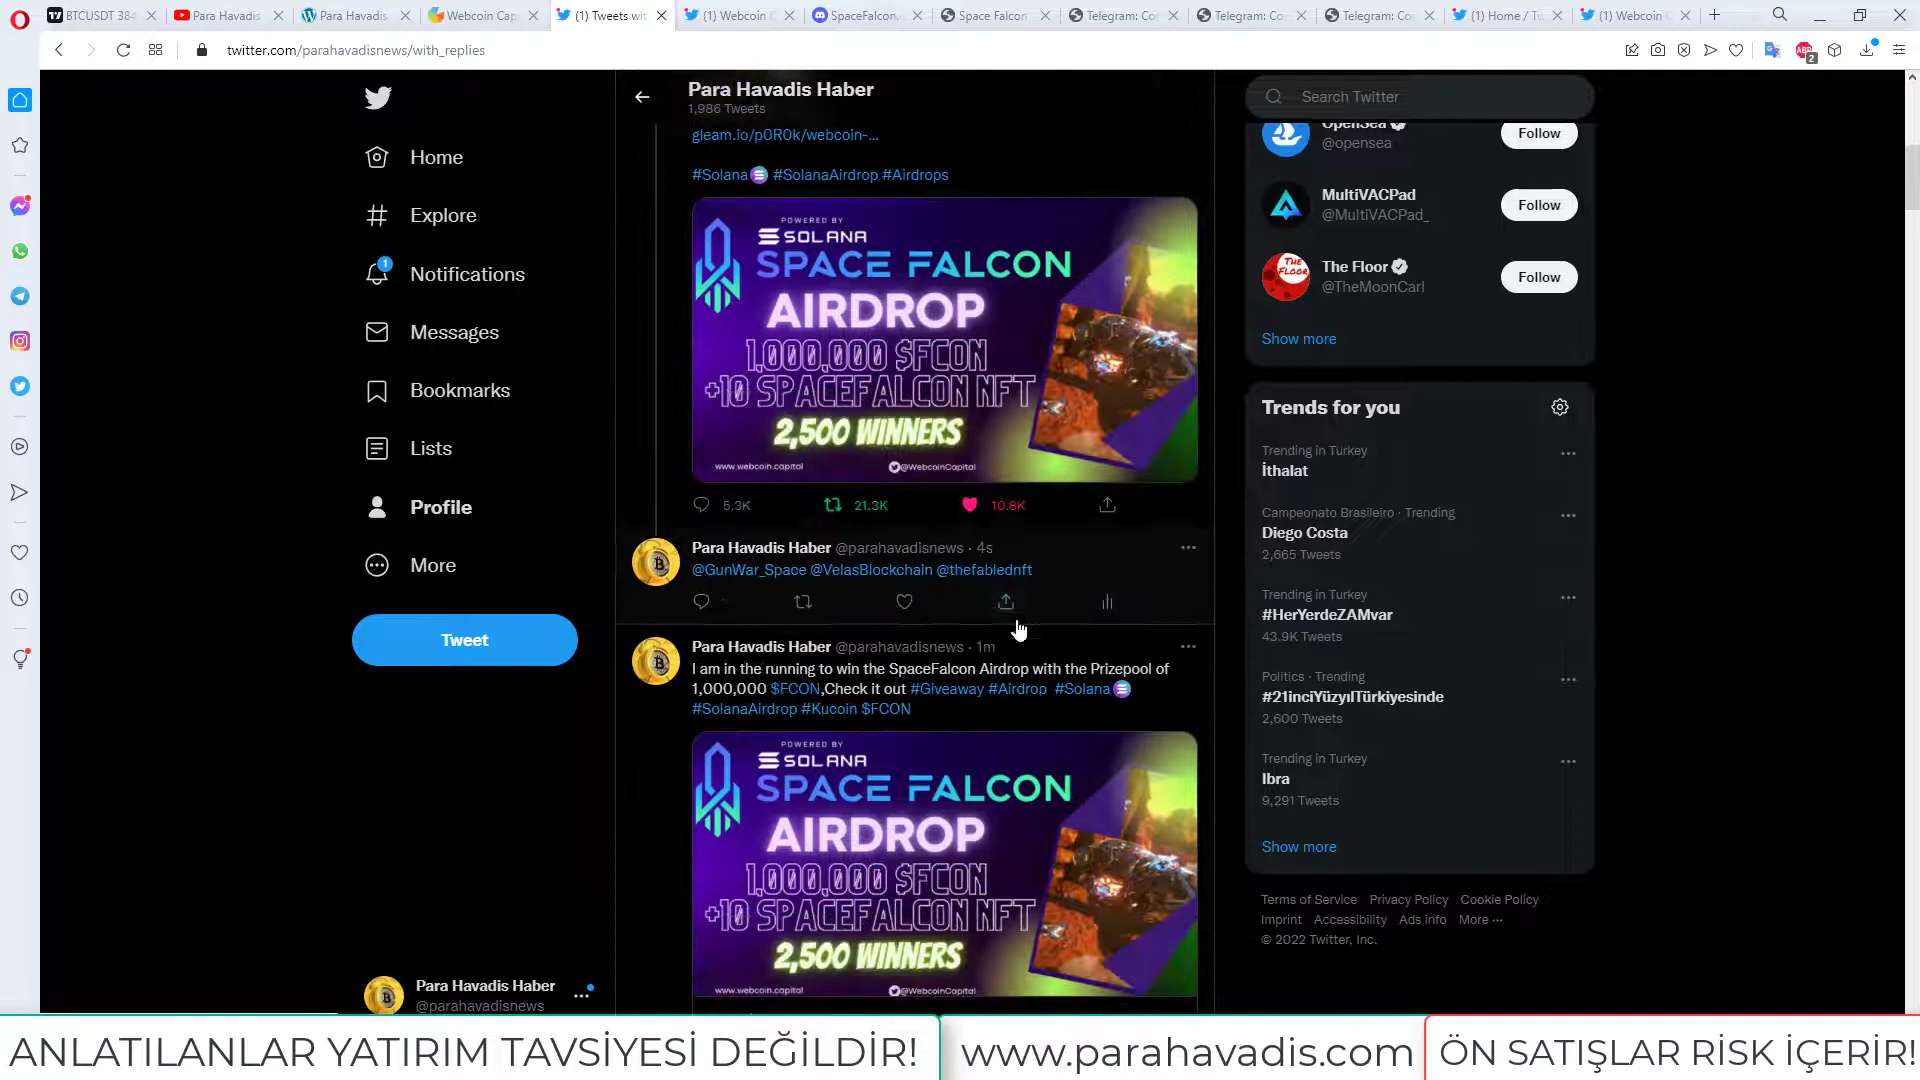 BTCUSDT 384
Para Havadis
Para Havadis
Webcoin Cap
(1) Tweets wit
(1) Webcoin C
SpaceFalcon.
Space Falcon
Telegram: Co
Telegram: Co
Telegram: Co
(1) Home / Tw
(1) Webcoin C
twitter.com/parahavadisnews/with_replies
2
Home
Explore
1
Notifications
Messages
Bookmarks
Lists
Profile
More
Tweet
Para Havadis Haber
@parahavadisnews
Para Havadis Haber
1,986 Tweets
gleam.io/p0R0k/webcoin-...
#Solana #SolanaAirdrop #Airdrops
POWERED BY
SOLANA
SPACE FALCON
AIRDROP
1,000,000 $FCON
+10 SPACEFALCON NFT
2,500 WINNERS
www.webcoin.capital
@WebcoinCapital
5.3K
21.3K
10.8K
Para Havadis Haber @parahavadisnews · 4s
@GunWar_Space @VelasBlockchain @thefablednft
Para Havadis Haber @parahavadisnews · 1m
I am in the running to win the SpaceFalcon Airdrop with the Prizepool of
1,000,000 $FCON,Check it out #Giveaway #Airdrop #Solana
#SolanaAirdrop #Kucoin $FCON
POWERED BY
SOLANA
SPACE FALCON
AIRDROP
1,000,000 $FCON
+10 SPACEFALCON NFT
2,500 WINNERS
www.webcoin.capital
@WebcoinCapital
Search Twitter
OpenSea
@opensea
Follow
MultiVACPad
@MultiVACPad_
Follow
THE FLOOR
The Floor
@TheMoonCarl
Follow
Show more
Trends for you
Trending in Turkey
İthalat
Campeonato Brasileiro · Trending
Diego Costa
2,665 Tweets
Trending in Turkey
#HerYerdeZAMvar
43.9K Tweets
Politics · Trending
#21inciYüzyılTürkiyesinde
2,600 Tweets
Trending in Turkey
Ibra
9,291 Tweets
Show more
Terms of Service Privacy Policy Cookie Policy
Imprint Accessibility Ads info More ...
© 2022 Twitter, Inc.
ANLATILANLAR YATIRIM TAVSİYESİ DEĞİLDİR!
www.parahavadis.com
ÖN SATIŞLAR RİSK İÇERİR!